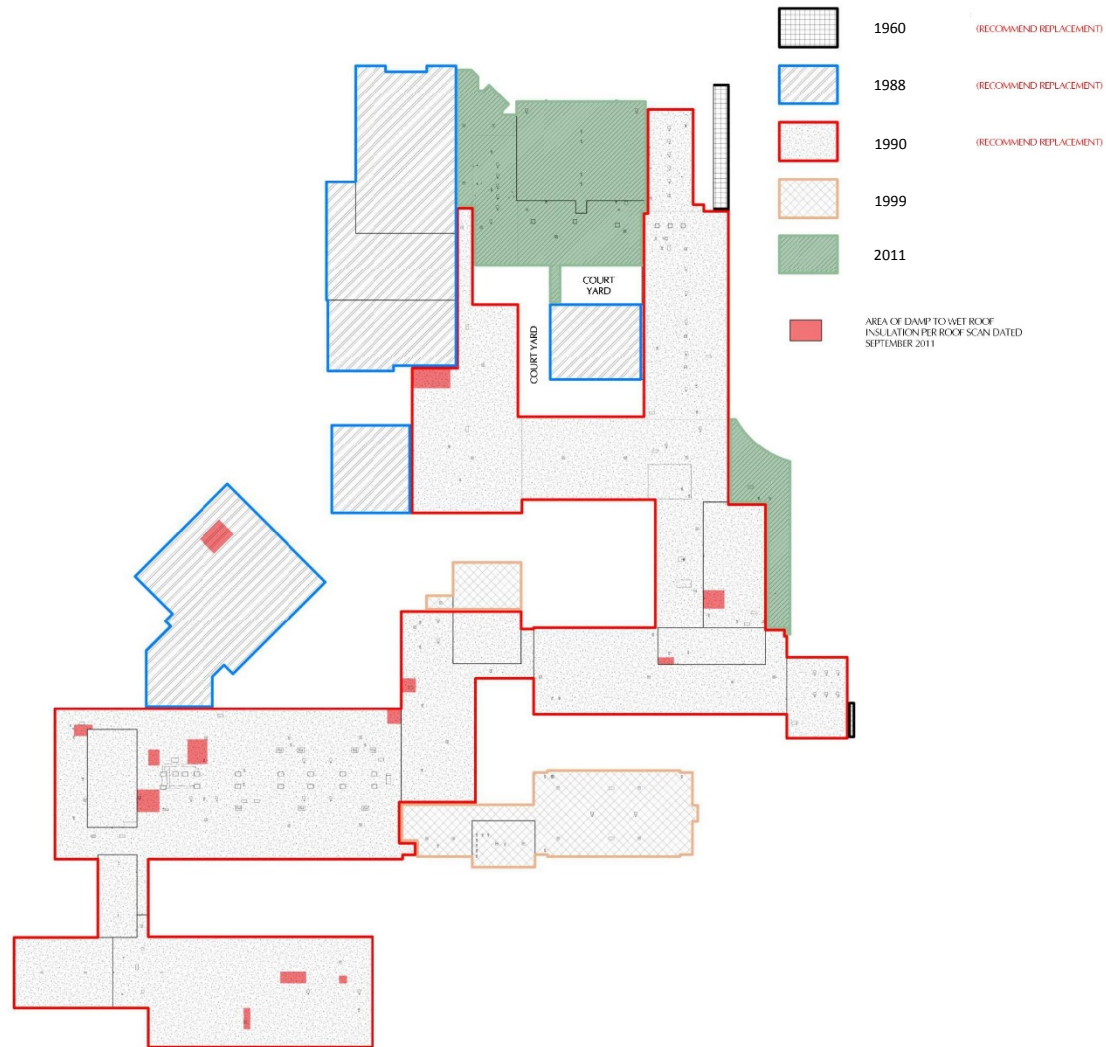 1960 (RECOMMEND REPLACEMENT)
1988 (RECOMMEND REPLACEMENT)
1990 (RECOMMEND REPLACEMENT)
1999
2011
AREA OF DAMP TO WET ROOF
INSULATION PER ROOF SCAN DATED
SEPTEMBER 2011
COURT
YARD
COURT YARD